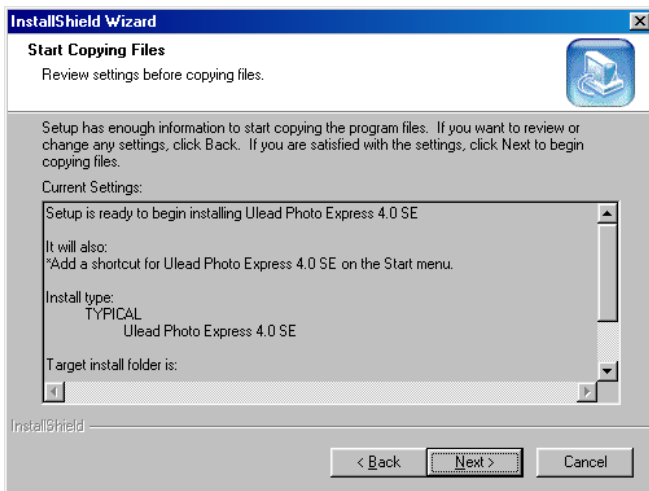 InstallShield Wizard
Start Copying Files
Review settings before copying files.
Setup has enough information to start copying the program files.  If you want to review or
change any settings, click Back.  If you are satisfied with the settings, click Next to begin
copying files.
Current Settings:
Setup is ready to begin installing Ulead Photo Express 4.0 SE
It will also:
*Add a shortcut for Ulead Photo Express 4.0 SE on the Start menu.
Install type:
TYPICAL
Ulead Photo Express 4.0 SE
Target install folder is:
InstallShield
< Back
Next >
Cancel